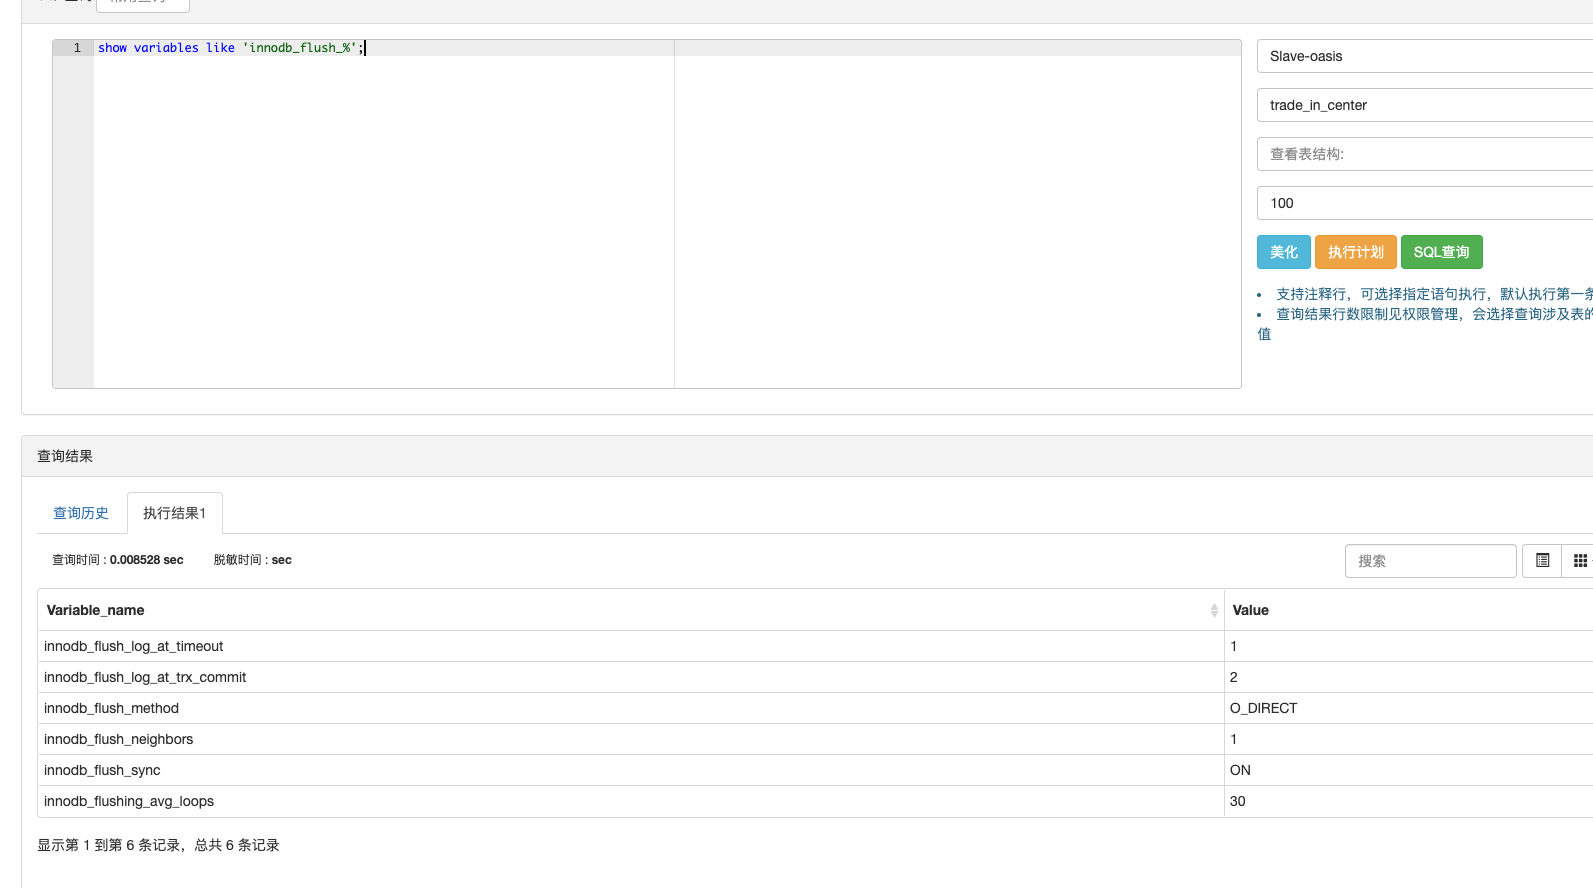 1 show variables like 'innodb_flush_%';
Slave-oasis
trade_in_center
查看表结构:
100
美化 执行计划 SQL查询
支持注释行，可选择指定语句执行，默认执行第一条
查询结果行数限制见权限管理，会选择查询涉及表的
值
查询结果
查询历史 执行结果1
查询时间 : 0.008528 sec 脱敏时间 : sec
搜索
Variable_name Value
innodb_flush_log_at_timeout 1
innodb_flush_log_at_trx_commit 2
innodb_flush_method O_DIRECT
innodb_flush_neighbors 1
innodb_flush_sync ON
innodb_flushing_avg_loops 30
显示第 1 到第 6 条记录，总共 6 条记录